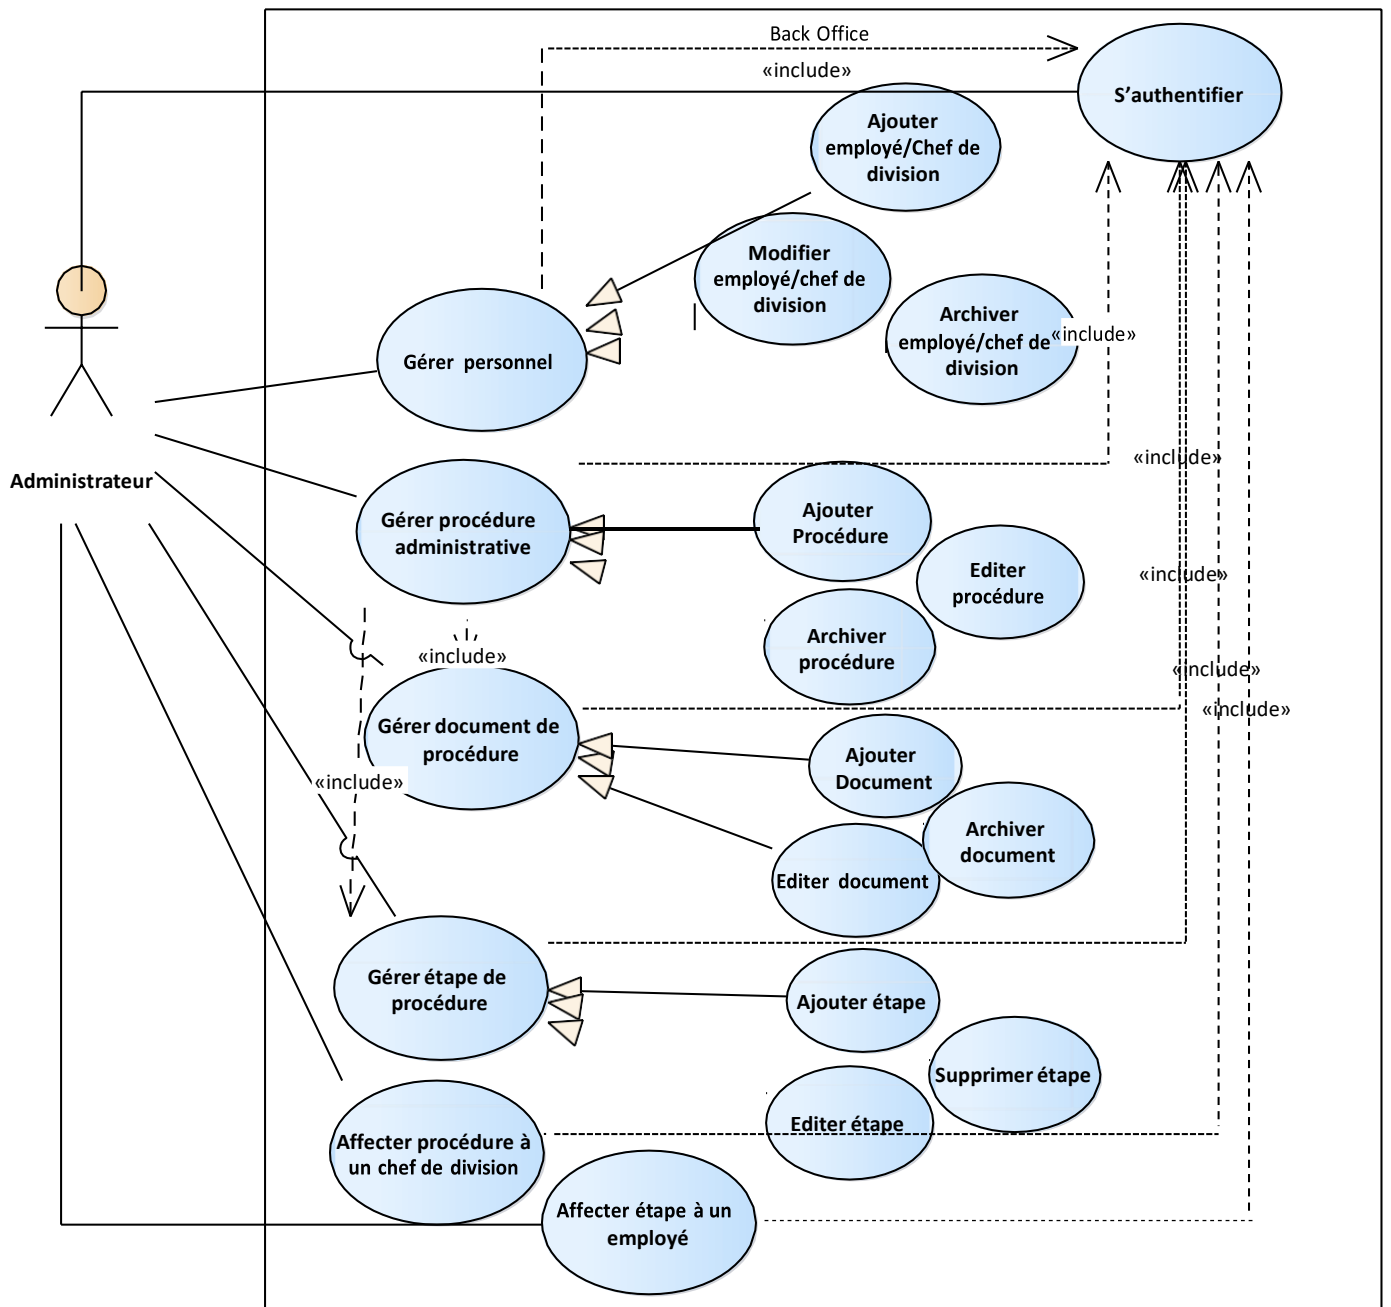 Back Office
«include»
S’authentifier
Ajouter
employé/Chef de
division
Modifier
employé/chef de
division
Archiver
employé/chef de
division
«include»
Gérer personnel
Administrateur
«include»
Gérer procédure
administrative
Ajouter
Procédure
Editer
procédure
«include»
Archiver
procédure
«include»
«include»
«include»
Gérer document de
procédure
Ajouter
Document
«include»
Archiver
document
Editer document
Gérer étape de
procédure
Ajouter étape
Supprimer étape
Editer étape
Affecter procédure à
un chef de division
Affecter étape à un
employé